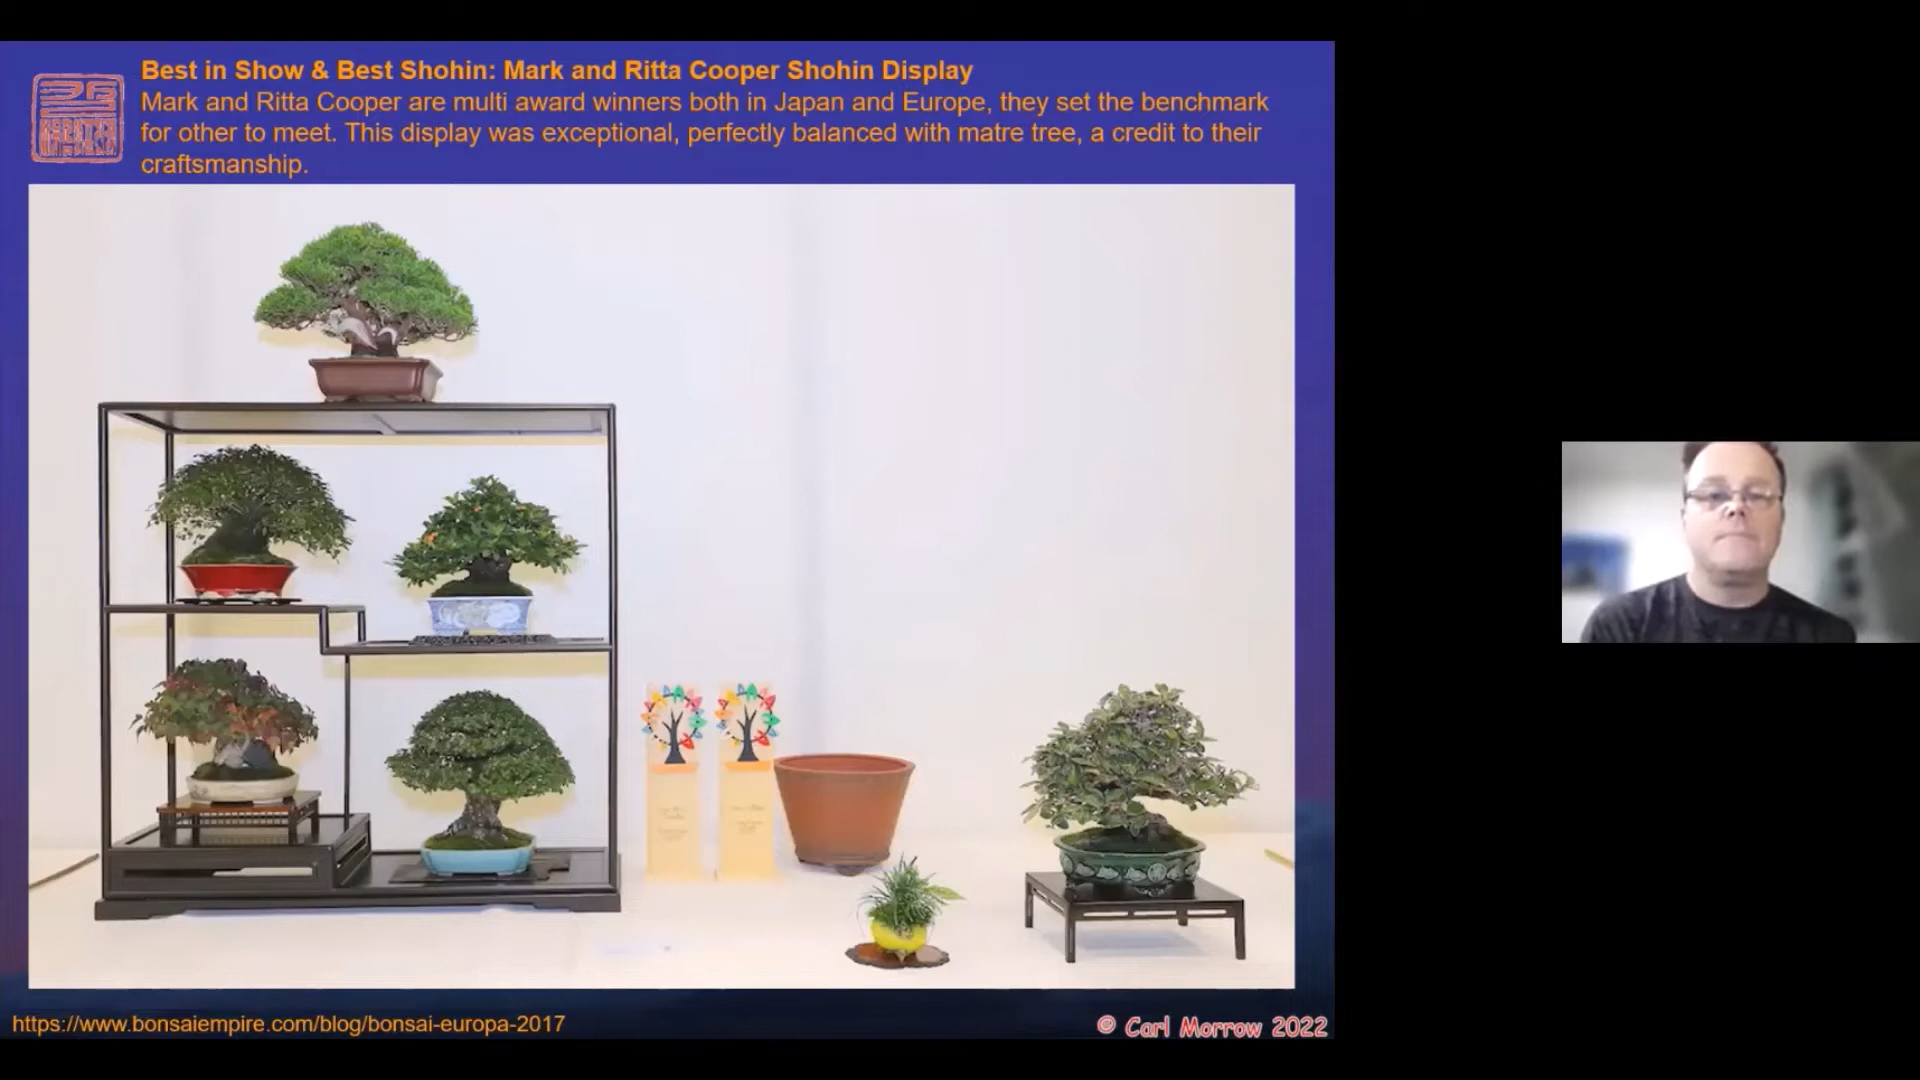 Best in Show & Best Shohin: Mark and Ritta Cooper Shohin Display
Mark and Ritta Cooper are multi award winners both in Japan and Europe, they set the benchmark
for other to meet. This display was exceptional, perfectly balanced with matre tree, a credit to their
craftsmanship.
https://www.bonsaiempire.com/blog/bonsai-europa-2017
© Carl Morrow 2022